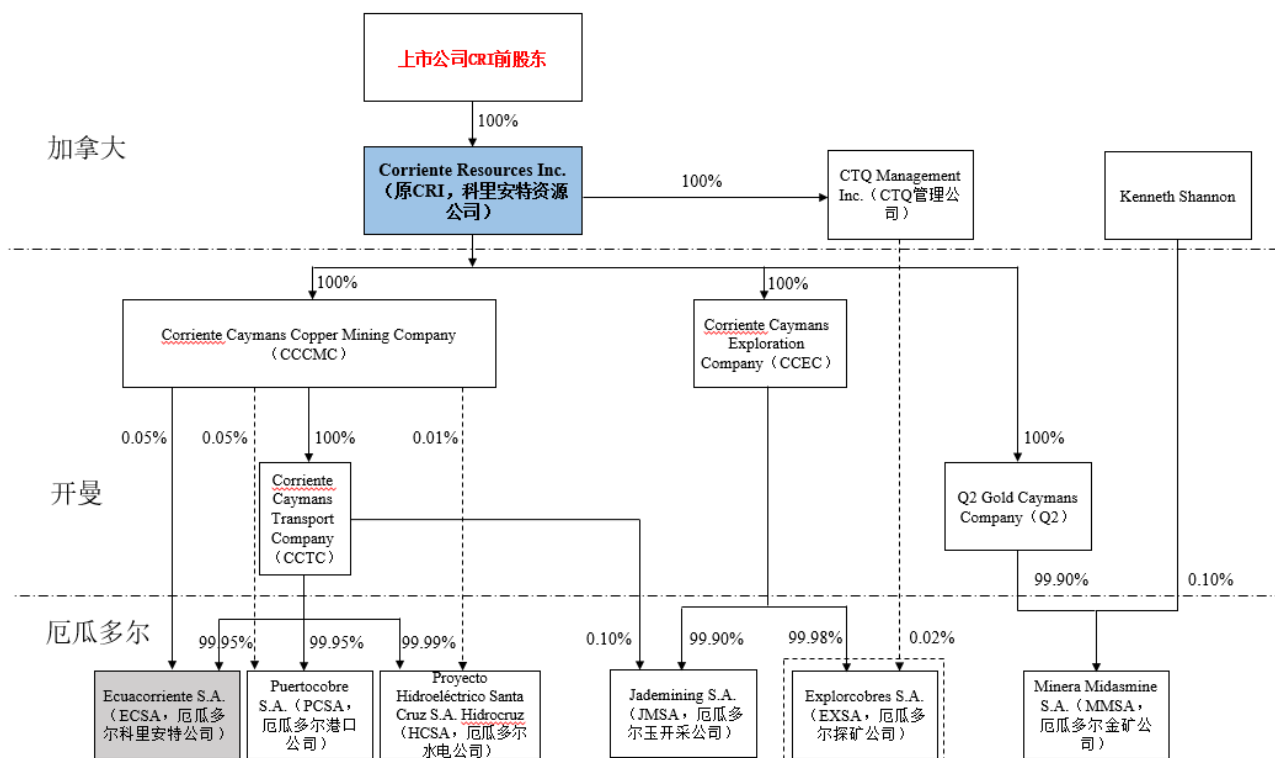 上市公司CRI前股东
100%
加拿大
Corriente Resources Inc.
（原CRI，科里安特资源
公司）
100%
CTQ Management
Inc.（CTQ管理公
司）
Kenneth Shannon
100%
100%
100%
Corriente Caymans Copper Mining Company
（CCCMC）
Corriente Caymans
Exploration
Company（CCEC）
0.05%
0.05%
100%
0.01%
开曼
Corriente
Caymans
Transport
Company
（CCTC）
Q2 Gold Caymans
Company（Q2）
99.90%
0.10%
厄瓜多尔
99.95%
99.95%
99.99%
0.10%
99.90%
99.98%
0.02%
Ecuacorriente S.A.
（ECSA，厄瓜多
尔科里安特公司）
Puertocobre
S.A.（PCSA，厄
瓜多尔港口
公司）
Proyecto
Hidroeléctrico Santa
Cruz S.A. Hidrocruz
（HCSA，厄瓜多尔
水电公司）
Jademining S.A.
（JMSA，厄瓜多
尔玉开采公司）
Explorcobres S.A.
（EXSA，厄瓜多
尔探矿公司）
Minera Midasmine
S.A.（MMSA，
厄瓜多尔金矿公
司）